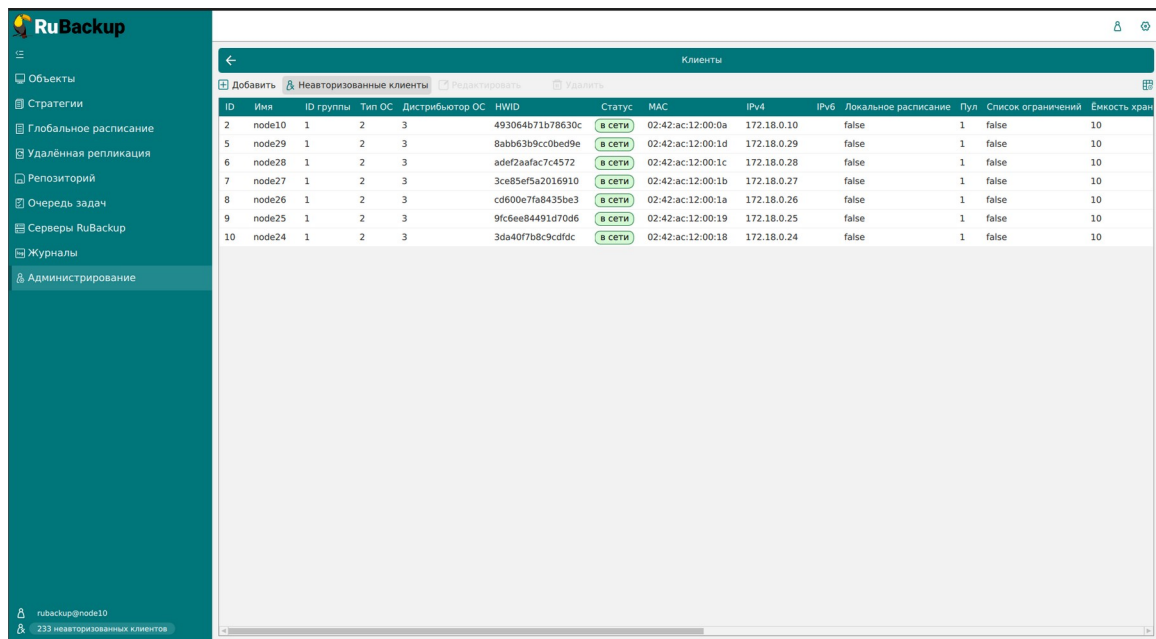 RuBackup
Объекты
Стратегии
Глобальное расписание
Удалённая репликация
Репозиторий
Очередь задач
Серверы RuBackup
Журналы
Администрирование
rubackup@node10
233 неавторизованных клиентов
Клиенты
Добавить Неавторизованные клиенты Редактировать Удалить
ID Имя ID группы Тип ОС Дистрибьютор ОС HWID Статус MAC IPv4 IPv6 Локальное расписание Пул Список ограничений Ёмкость хран
2 node10 1 2 3 493064b71b78630c в сети 02:42:ac:12:00:0a 172.18.0.10 false 1 false 10
5 node29 1 2 3 8abb63b9cc0bed9e в сети 02:42:ac:12:00:1d 172.18.0.29 false 1 false 10
6 node28 1 2 3 adef2aafac7c4572 в сети 02:42:ac:12:00:1c 172.18.0.28 false 1 false 10
7 node27 1 2 3 3ce85ef5a2016910 в сети 02:42:ac:12:00:1b 172.18.0.27 false 1 false 10
8 node26 1 2 3 cd600e7fa8435be3 в сети 02:42:ac:12:00:1a 172.18.0.26 false 1 false 10
9 node25 1 2 3 9fc6ee84491d70d6 в сети 02:42:ac:12:00:19 172.18.0.25 false 1 false 10
10 node24 1 2 3 3da40f7b8c9cdfdc в сети 02:42:ac:12:00:18 172.18.0.24 false 1 false 10